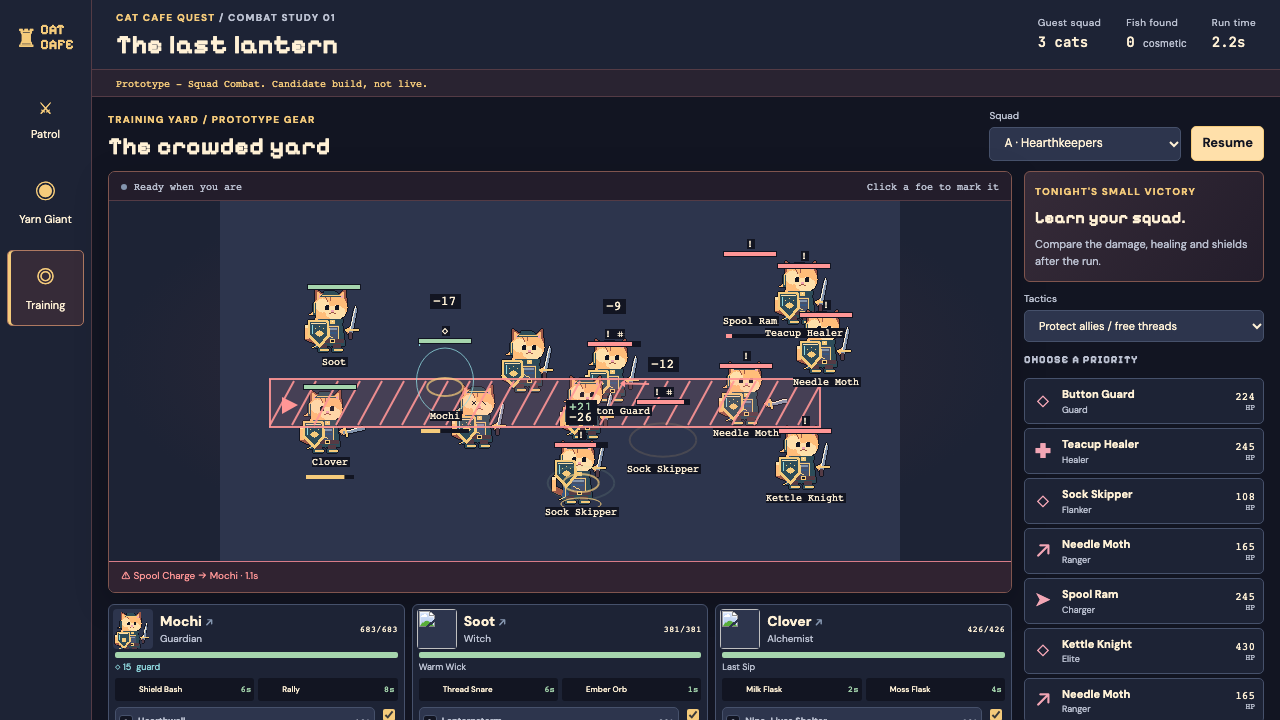 CAT
CAFE
Patrol
Yarn Giant
Training
CAT CAFE QUEST / COMBAT STUDY 01
The last lantern
Guest squad
3 cats
Fish found
0 cosmetic
Run time
2.2s
Prototype — Squad Combat. Candidate build, not live.
TRAINING YARD / PROTOTYPE GEAR
The crowded yard
Squad
A · Hearthkeepers
Resume
Ready when you are
Click a foe to mark it
!
!
−17
−9
!
Spool Ram
Teacup Healer
! #
Soot
−12
!
Needle Moth
! #
+21
−26
ton Guard
Mochi
!
Needle Moth
!
Clover
Sock Skipper
Kettle Knight
Sock Skipper
⚠ Spool Charge → Mochi · 1.1s
TONIGHT'S SMALL VICTORY
Learn your squad.
Compare the damage, healing and shields
after the run.
Tactics
Protect allies / free threads
CHOOSE A PRIORITY
Button Guard
Guard
224
HP
Teacup Healer
Healer
245
HP
Sock Skipper
Flanker
108
HP
Needle Moth
Ranger
165
HP
Spool Ram
Charger
245
HP
Kettle Knight
Elite
430
HP
Needle Moth
Ranger
165
HP
Mochi ↗
Guardian
683/683
◇ 15 guard
Shield Bash 6s
Rally 8s
Soot ↗
Witch
381/381
Warm Wick
Thread Snare 6s
Ember Orb 1s
Clover ↗
Alchemist
426/426
Last Sip
Milk Flask 2s
Moss Flask 4s